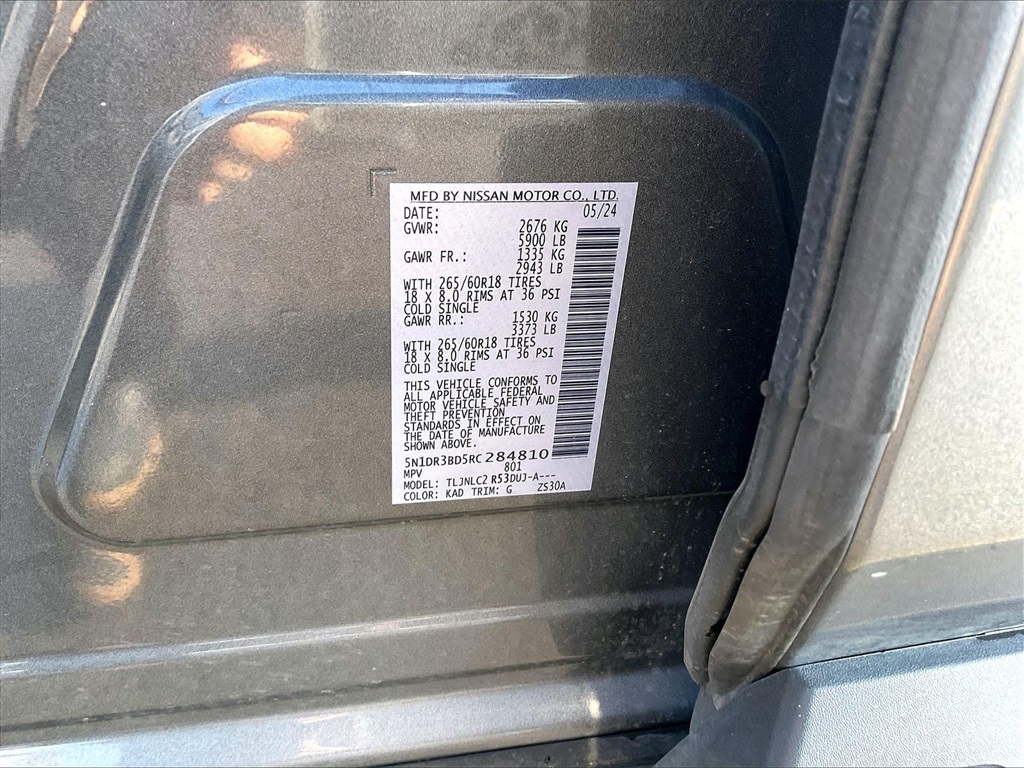 MFD BY NISSAN MOTOR CO., LTD.
DATE: 05/24
GVWR: 2676 KG
5900 LB
GAWR FR.: 1335 KG
2943 LB
WITH 265/60R18 TIRES
18 X 8.0 RIMS AT 36 PSI
COLD SINGLE
GAWR RR.: 1530 KG
3373 LB
WITH 265/60R18 TIRES
18 X 8.0 RIMS AT 36 PSI
COLD SINGLE
THIS VEHICLE CONFORMS TO
ALL APPLICABLE FEDERAL
MOTOR VEHICLE SAFETY AND
THEFT PREVENTION
STANDARDS IN EFFECT ON
THE DATE OF MANUFACTURE
SHOWN ABOVE.
5N1DR3BD5RC284810
MPV 801
MODEL: TLJNLC2 R53DUJ-A---
COLOR: KAD TRIM: G ZS30A